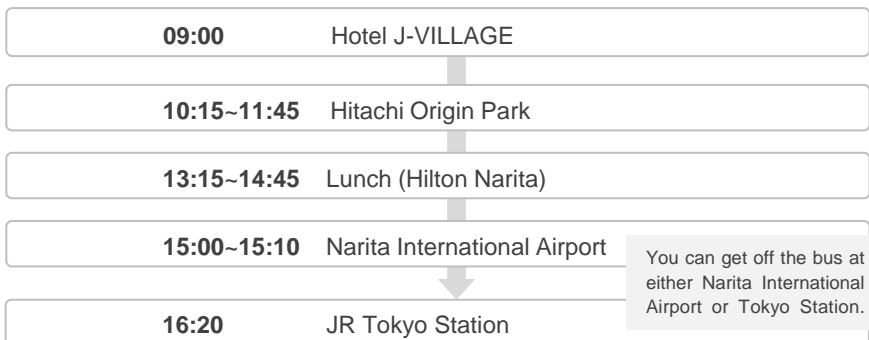 09:00 Hotel J-VILLAGE
10:15~11:45 Hitachi Origin Park
13:15~14:45 Lunch (Hilton Narita)
15:00~15:10 Narita International Airport
You can get off the bus at
either Narita International
Airport or Tokyo Station.
16:20 JR Tokyo Station